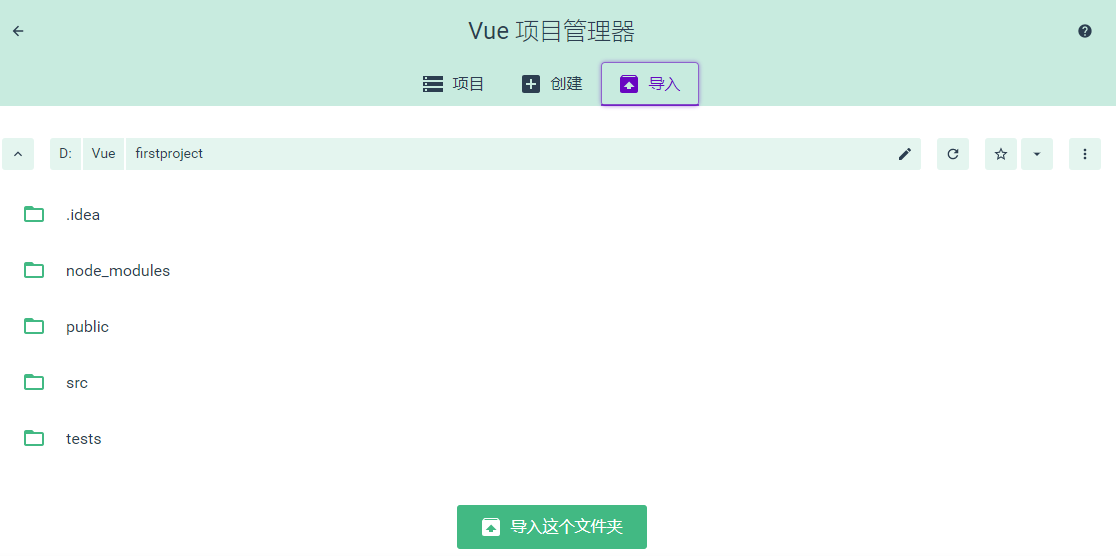 Vue 项目管理器
项目 创建 导入
D: Vue firstproject
.idea
node_modules
public
src
tests
导入这个文件夹